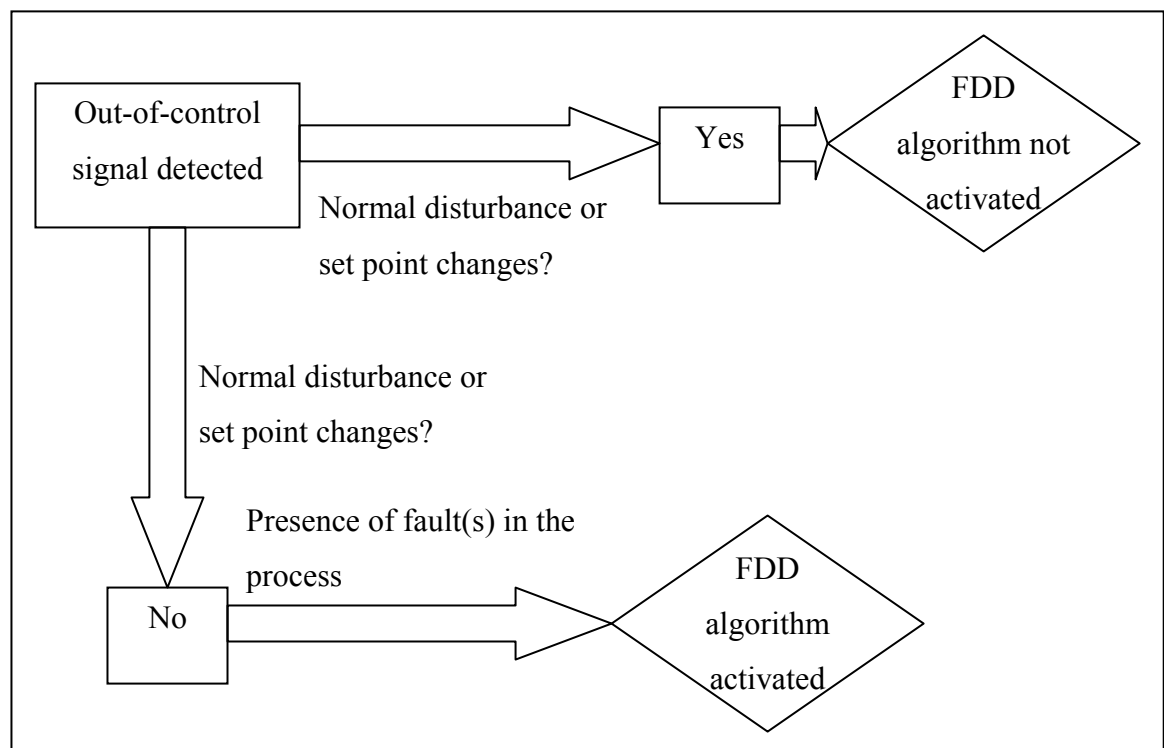 Out-of-control
signal detected
Normal disturbance or
set point changes?
Yes
FDD
algorithm not
activated
Normal disturbance or
set point changes?
No
Presence of fault(s) in the
process
FDD
algorithm
activated